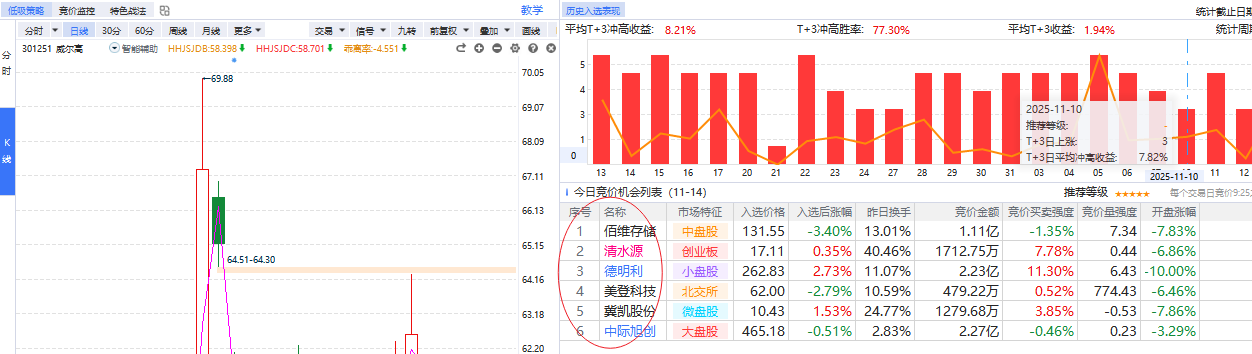 低吸策略 竞价监控 特色战法 教学
分时 日线 30分 60分 周线 月线 更多 交易 信号 九转 前复权 叠加 画线
分时
K线
301251 威尔高 智能辅助 HHJSJDB:58.398 HHJSJDC:58.701 乖离率:-4.551
69.88
64.51-64.30
70.05
69.07
68.09
67.11
66.13
65.15
64.16
63.18
62.20
历史入选表现 统计截止日期
平均T+3冲高收益: 8.21% T+3冲高胜率: 77.30% 平均T+3收益: 1.94% 统计周
5
4
3
1
0
2025-11-10
推荐等级: -
T+3日上涨: 3
T+3日平均冲高收益: 7.82%
13 14 15 16 17 20 21 22 23 24 27 28 29 30 31 03 04 05 06 07 11 12
2025-11-10
今日竞价机会列表 (11-14) 推荐等级 ★★★★★ 每个交易日竞价9:25
序号 名称 市场特征 入选价格 入选后涨幅 昨日换手 竞价金额 竞价买卖强度 竞价量强度 开盘涨幅
1 佰维存储 中盘股 131.55 -3.40% 13.01% 1.11亿 -1.35% 7.34 -7.83%
2 清水源 创业板 17.11 0.35% 40.46% 1712.75万 7.78% 0.44 -6.86%
3 德明利 小盘股 262.83 2.73% 11.07% 2.23亿 11.30% 6.43 -10.00%
4 美登科技 北交所 62.00 -2.79% 10.59% 479.22万 0.52% 774.43 -6.46%
5 冀凯股份 微盘股 10.43 1.53% 24.77% 1279.68万 3.85% -0.53 -7.86%
6 中际旭创 大盘股 465.18 -0.51% 2.83% 2.27亿 -0.46% 0.23 -3.29%